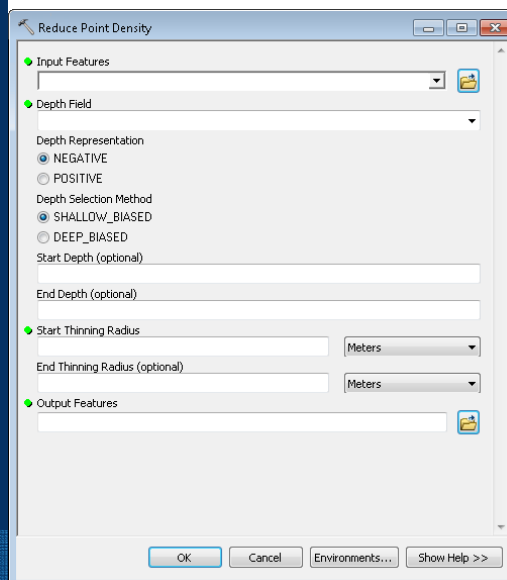 Reduce Point Density
Input Features
Depth Field
Depth Representation
NEGATIVE
POSITIVE
Depth Selection Method
SHALLOW_BIASED
DEEP_BIASED
Start Depth (optional)
End Depth (optional)
Start Thinning Radius
Meters
End Thinning Radius (optional)
Meters
Output Features
OK Cancel Environments... Show Help >>